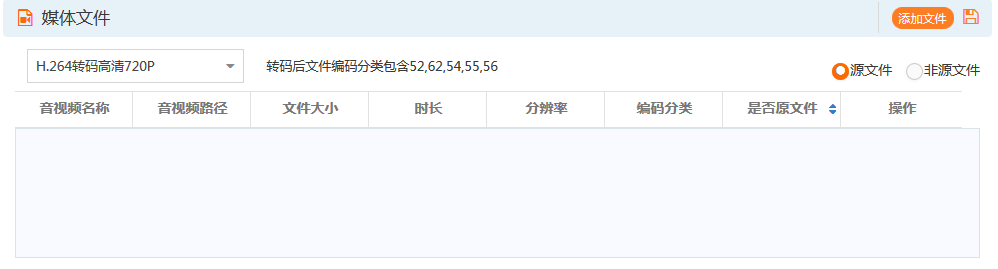 媒体文件 添加文件
H.264转码高清720P 转码后文件编码分类包含52,62,54,55,56 源文件 非源文件
音视频名称 音视频路径 文件大小 时长 分辨率 编码分类 是否原文件 操作